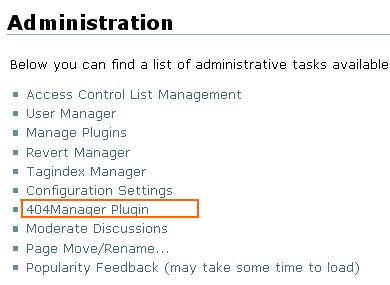 Administration
Below you can find a list of administrative tasks available
Access Control List Management
User Manager
Manage Plugins
Revert Manager
Tagindex Manager
Configuration Settings
404Manager Plugin
Moderate Discussions
Page Move/Rename...
Popularity Feedback (may take some time to load)